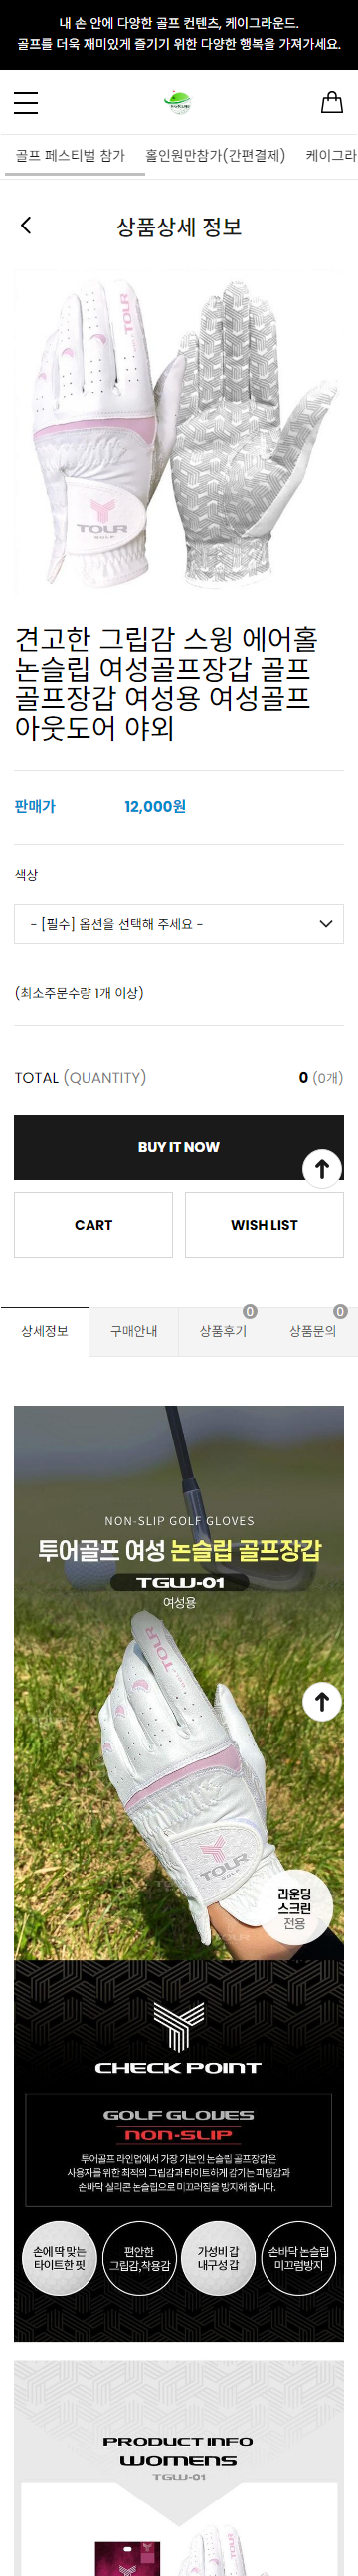 내 손 안에 다양한 골프 컨텐츠, 케이그라운드.
골프를 더욱 재미있게 즐기기 위한 다양한 행복을 가져가세요.
골프 페스티벌 참가 홀인원만참가(간편결제) 케이그라
상품상세 정보
TOUR
TOUR
GOLF
견고한 그립감 스윙 에어홀
논슬립 여성골프장갑 골프
골프장갑 여성용 여성골프
아웃도어 야외
판매가 12,000원
색상
- [필수] 옵션을 선택해 주세요 -
(최소주문수량 1개 이상)
TOTAL (QUANTITY) 0 (0개)
BUY IT NOW
CART WISH LIST
상세정보 구매안내 상품후기 0 상품문의 0
NON-SLIP GOLF GLOVES
투어골프 여성 논슬립 골프장갑
TGW-01
여성용
TOUR
TOUR
라운딩
스크린
전용
CHECK POINT
GOLF GLOVES
NON-SLIP
투어골프 라인업에서 가장 기본인 논슬립 골프장갑은
사용자를 위한 최적의 그립감과 타이트하게 감기는 피팅감과
손바닥 실리콘 논슬립으로 미끄러짐을 방지해 줍니다.
손에 딱 맞는 편안한 가성비 갑 손바닥 논슬립
타이트한 핏 그립감,착용감 내구성 갑 미끄럼방지
PRODUCT INFO
WOMENS
TGW-01